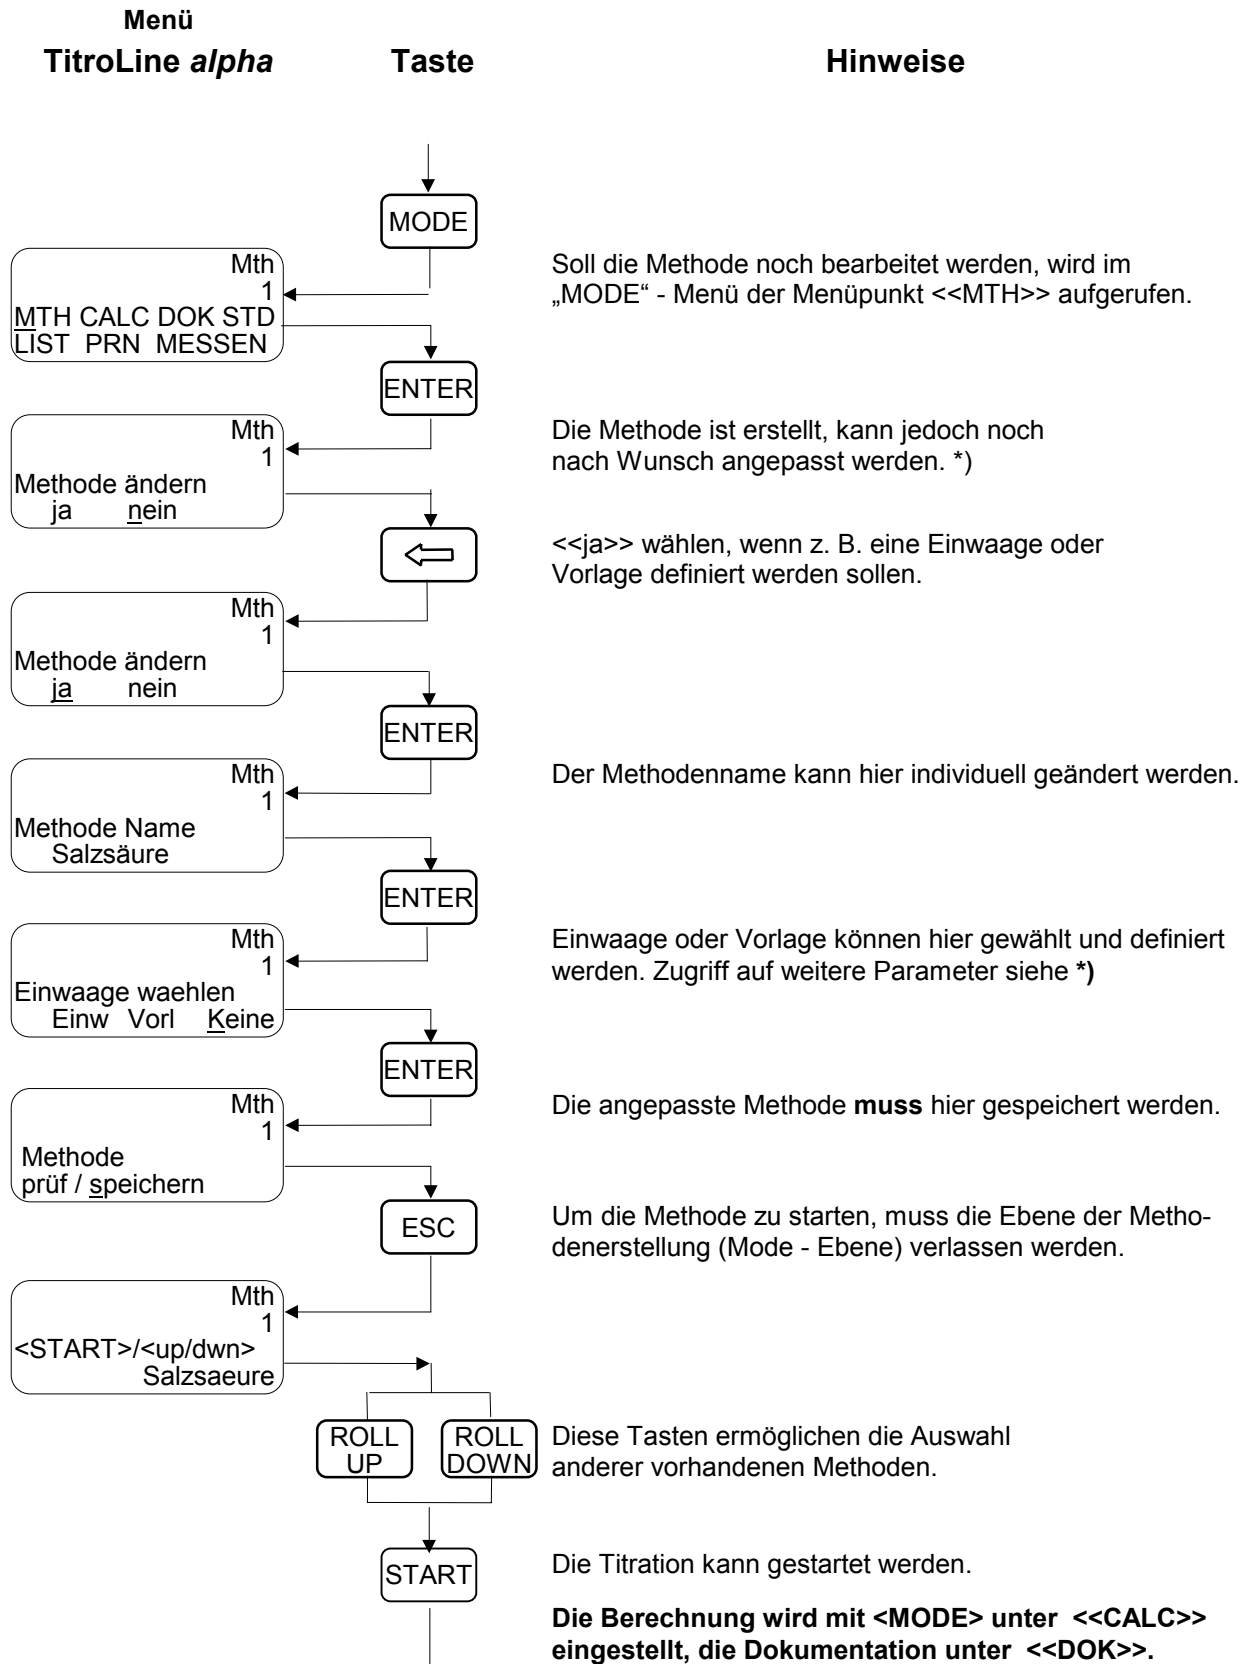 Menü
TitroLine alpha Taste Hinweise
MODE
Mth
1
MTH CALC DOK STD
LIST PRN MESSEN
Soll die Methode noch bearbeitet werden, wird im
„MODE“ - Menü der Menüpunkt <<MTH>> aufgerufen.
ENTER
Mth
1
Methode ändern
ja nein
Die Methode ist erstellt, kann jedoch noch
nach Wunsch angepasst werden. *)
<<ja>> wählen, wenn z. B. eine Einwaage oder
Vorlage definiert werden sollen.
Mth
1
Methode ändern
ja nein
ENTER
Mth
1
Methode Name
Salzsäure
Der Methodenname kann hier individuell geändert werden.
ENTER
Mth
1
Einwaage waehlen
Einw Vorl Keine
Einwaage oder Vorlage können hier gewählt und definiert
werden. Zugriff auf weitere Parameter siehe *)
ENTER
Mth
1
Methode
prüf / speichern
Die angepasste Methode muss hier gespeichert werden.
ESC
Um die Methode zu starten, muss die Ebene der Metho-
denerstellung (Mode - Ebene) verlassen werden.
Mth
1
<START>/<up/dwn>
Salzsaeure
ROLL
UP
ROLL
DOWN
Diese Tasten ermöglichen die Auswahl
anderer vorhandenen Methoden.
START
Die Titration kann gestartet werden.
Die Berechnung wird mit <MODE> unter <<CALC>>
eingestellt, die Dokumentation unter <<DOK>>.